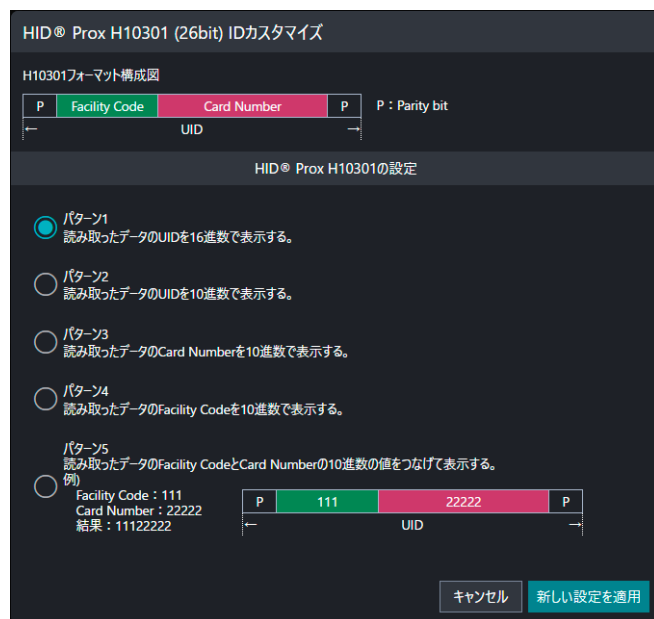 HID® Prox H10301 (26bit) IDカスタマイズ
H10301フォーマット構成図
P Facility Code Card Number P P：Parity bit
← UID →
HID® Prox H10301の設定
パターン1
読み取ったデータのUIDを16進数で表示する。
パターン2
読み取ったデータのUIDを10進数で表示する。
パターン3
読み取ったデータのCard Numberを10進数で表示する。
パターン4
読み取ったデータのFacility Codeを10進数で表示する。
パターン5
読み取ったデータのFacility CodeとCard Numberの10進数の値をつなげて表示する。
例)
Facility Code：111
Card Number：22222
結果：11122222
P 111 22222 P
← UID →
キャンセル 新しい設定を適用